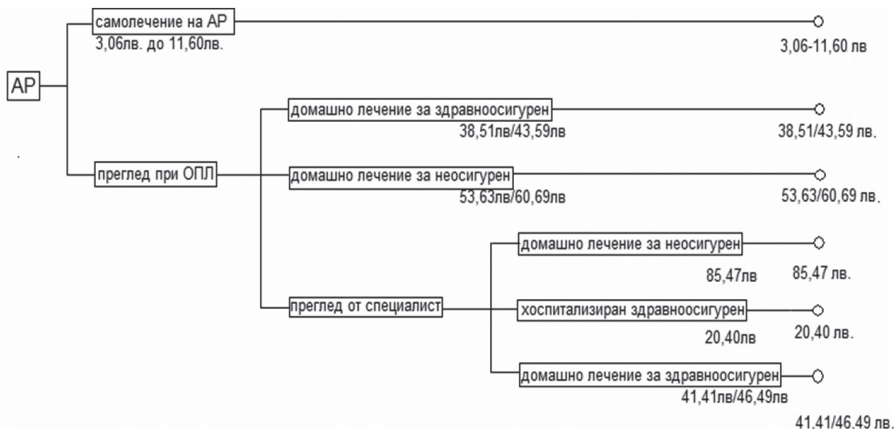 самолечение на АР
3,06лв. до 11,60лв.
3,06-11,60 лв
АР
домашно лечение за здравноосигурен
38,51лв/43,59лв
38,51/43,59 лв.
преглед при ОПЛ
домашно лечение за неосигурен
53,63лв/60,69лв
53,63/60,69 лв.
домашно лечение за неосигурен
85,47лв
85,47 лв.
преглед от специалист
хоспитализиран здравноосигурен
20,40лв
20,40 лв.
домашно лечение за здравноосигурен
41,41лв/46,49лв
41,41/46,49 лв.